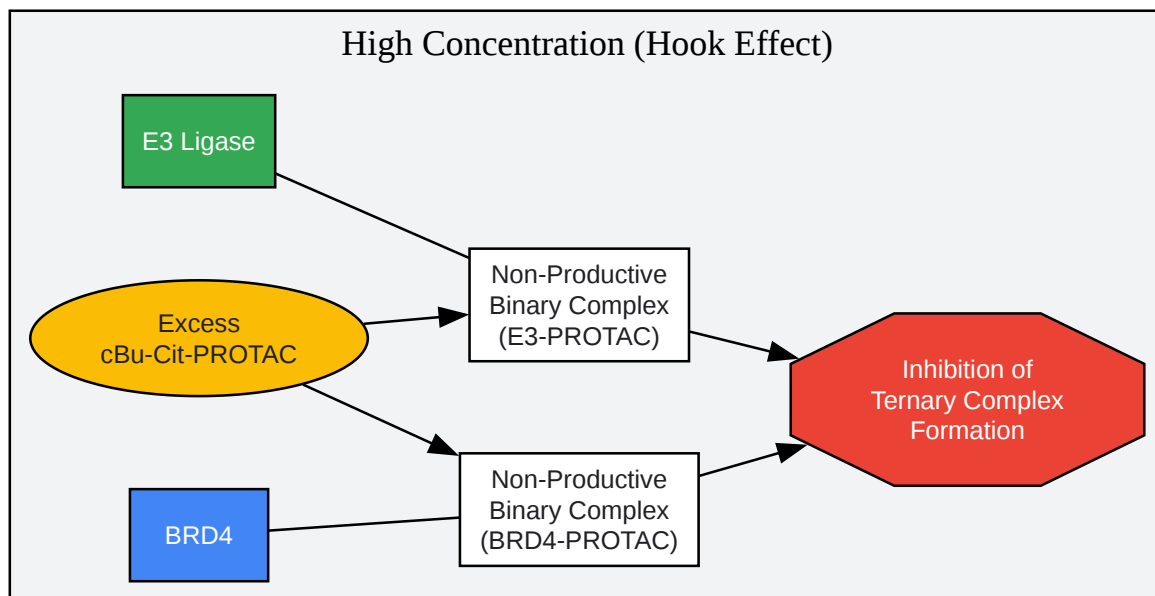 High Concentration (Hook Effect)
E3 Ligase
Non-Productive
Binary Complex
(E3-PROTAC)
Excess
cBu-Cit-PROTAC
Inhibition of
Ternary Complex
Formation
Non-Productive
Binary Complex
(BRD4-PROTAC)
BRD4